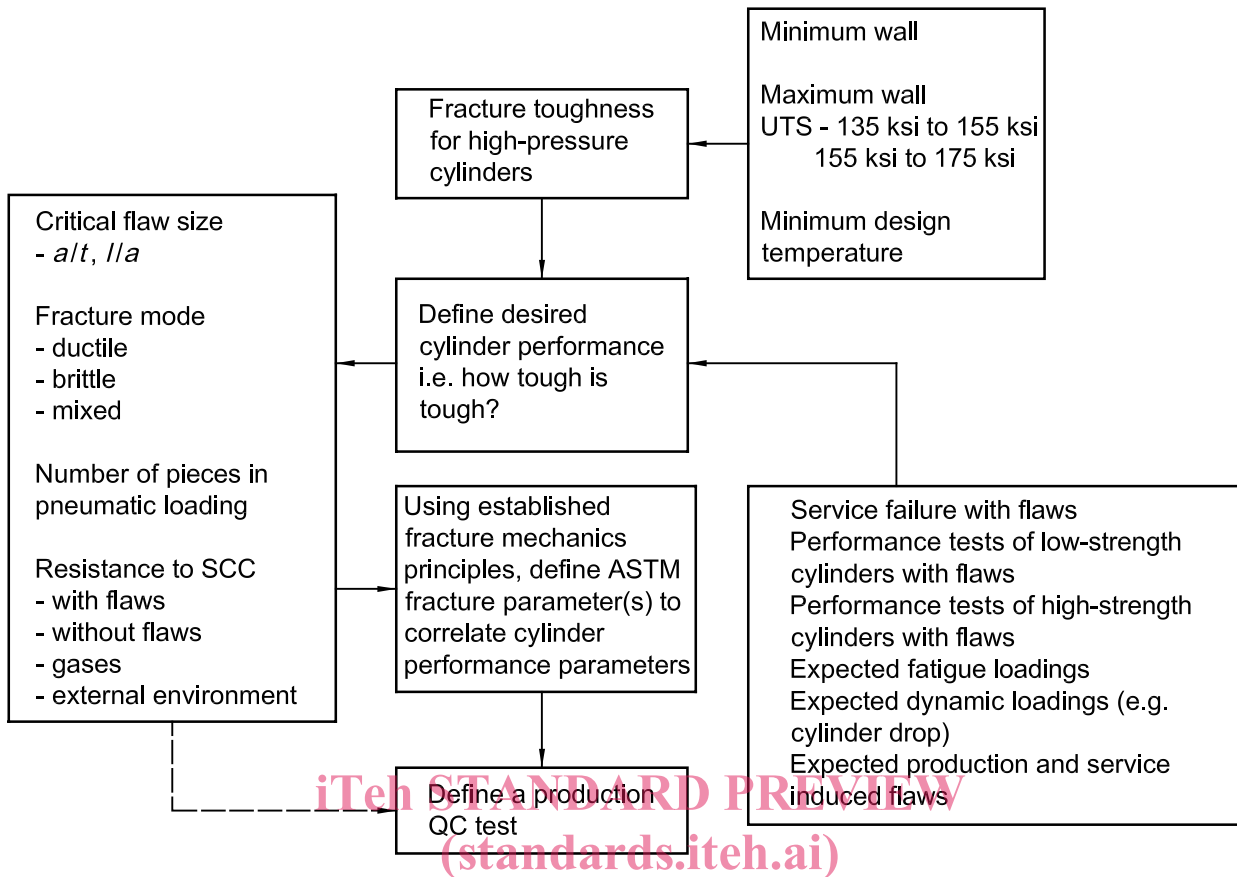 Minimum wall
Maximum wall
UTS - 135 ksi to 155 ksi
155 ksi to 175 ksi
Minimum design
temperature
Fracture toughness
for high-pressure
cylinders
Critical flaw size
- a/t, l/a
Fracture mode
- ductile
- brittle
- mixed
Number of pieces in
pneumatic loading
Resistance to SCC
- with flaws
- without flaws
- gases
- external environment
Define desired
cylinder performance
i.e. how tough is
tough?
Using established
fracture mechanics
principles, define ASTM
fracture parameter(s) to
correlate cylinder
performance parameters
Service failure with flaws
Performance tests of low-strength
cylinders with flaws
Performance tests of high-strength
cylinders with flaws
Expected fatigue loadings
Expected dynamic loadings (e.g.
cylinder drop)
Expected production and service
induced flaws
Define a production
QC test
iTeh STANDARD PREVIEW
(standards.iteh.ai)